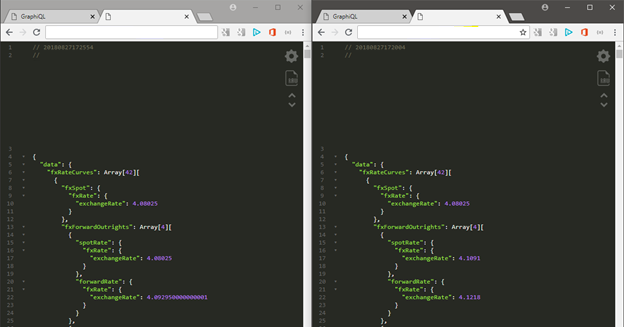 GraphiQL
1 // 20180827172554
2 //
3
4 {
5 "data": {
6 "fxRateCurves": Array[42][
7 {
8 "fxSpot": {
9 "fxRate": {
10 "exchangeRate": 4.08025
11 }
12 },
13 "fxForwardOutrights": Array[4][
14 {
15 "spotRate": {
16 "fxRate": {
17 "exchangeRate": 4.08025
18 }
19 },
20 "forwardRate": {
21 "fxRate": {
22 "exchangeRate": 4.092950000000001
23 }
24 }
25 },
GraphiQL
1 // 20180827172004
2 //
3
4 {
5 "data": {
6 "fxRateCurves": Array[42][
7 {
8 "fxSpot": {
9 "fxRate": {
10 "exchangeRate": 4.08025
11 }
12 },
13 "fxForwardOutrights": Array[4][
14 {
15 "spotRate": {
16 "fxRate": {
17 "exchangeRate": 4.1091
18 }
19 },
20 "forwardRate": {
21 "fxRate": {
22 "exchangeRate": 4.1218
23 }
24 }
25 },